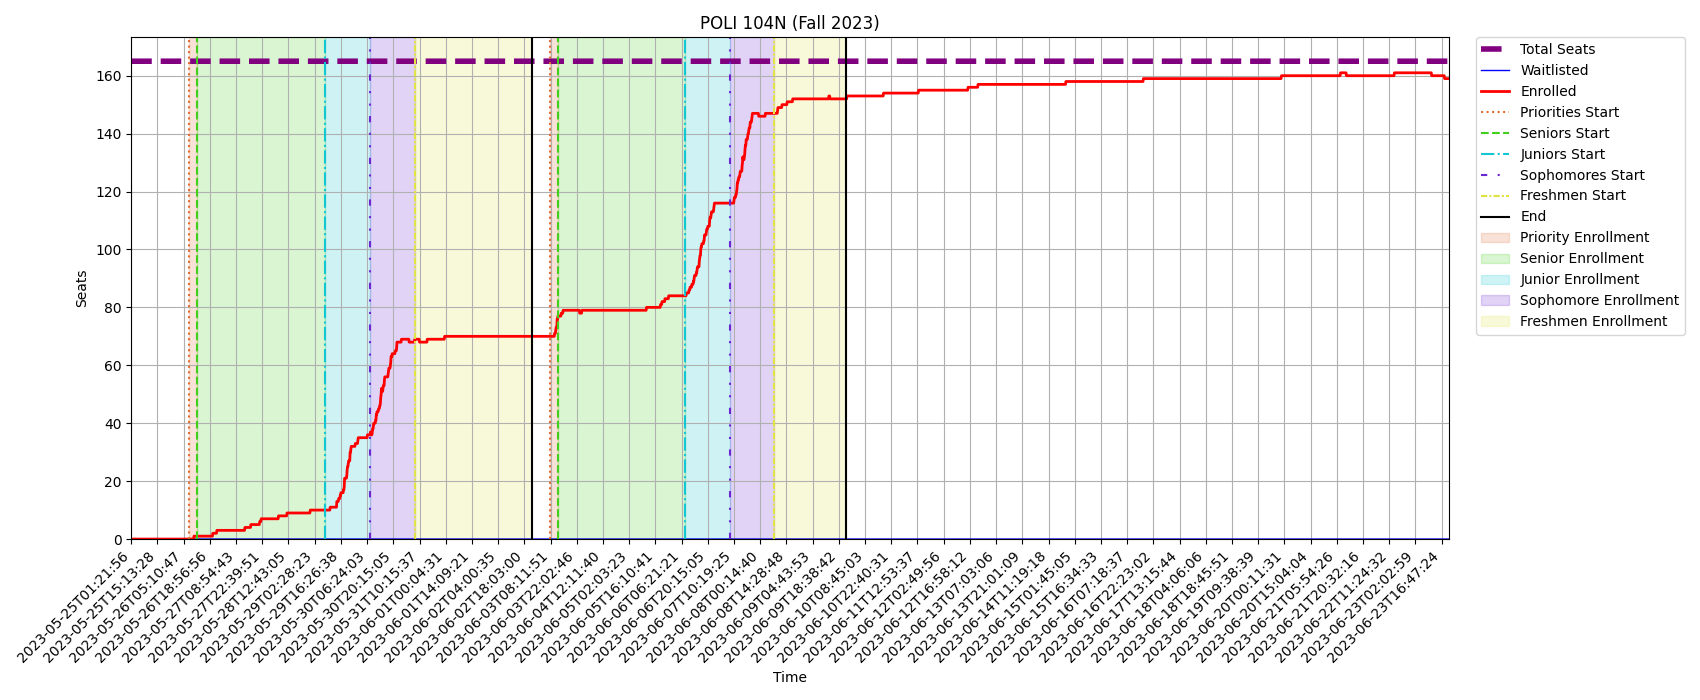 POLI 104N (Fall 2023)
Seats
0
20
40
60
80
100
120
140
160
2023-05-25T01:21:56
2023-05-25T15:13:28
2023-05-26T05:10:47
2023-05-26T18:56:56
2023-05-27T08:54:43
2023-05-27T22:39:51
2023-05-28T12:43:05
2023-05-29T02:28:23
2023-05-29T16:26:38
2023-05-30T06:24:03
2023-05-30T20:15:05
2023-05-31T10:15:37
2023-06-01T00:04:31
2023-06-01T14:09:21
2023-06-02T04:00:35
2023-06-02T18:03:00
2023-06-03T08:11:51
2023-06-03T22:02:46
2023-06-04T12:11:40
2023-06-05T02:03:23
2023-06-05T16:10:41
2023-06-06T06:21:21
2023-06-06T20:15:05
2023-06-07T10:19:25
2023-06-08T00:14:40
2023-06-08T14:28:48
2023-06-09T04:43:53
2023-06-09T18:38:42
2023-06-10T08:45:03
2023-06-10T22:40:31
2023-06-11T12:53:37
2023-06-12T02:49:56
2023-06-12T16:58:12
2023-06-13T07:03:06
2023-06-13T21:01:09
2023-06-14T11:19:18
2023-06-15T01:45:05
2023-06-15T16:34:33
2023-06-16T07:18:37
2023-06-16T22:23:02
2023-06-17T13:15:44
2023-06-18T04:06:06
2023-06-18T18:45:51
2023-06-19T09:38:39
2023-06-20T00:11:31
2023-06-20T15:04:04
2023-06-21T05:54:26
2023-06-21T20:32:16
2023-06-22T11:24:32
2023-06-23T02:02:59
2023-06-23T16:47:24
Time
Total Seats
Waitlisted
Enrolled
Priorities Start
Seniors Start
Juniors Start
Sophomores Start
Freshmen Start
End
Priority Enrollment
Senior Enrollment
Junior Enrollment
Sophomore Enrollment
Freshmen Enrollment